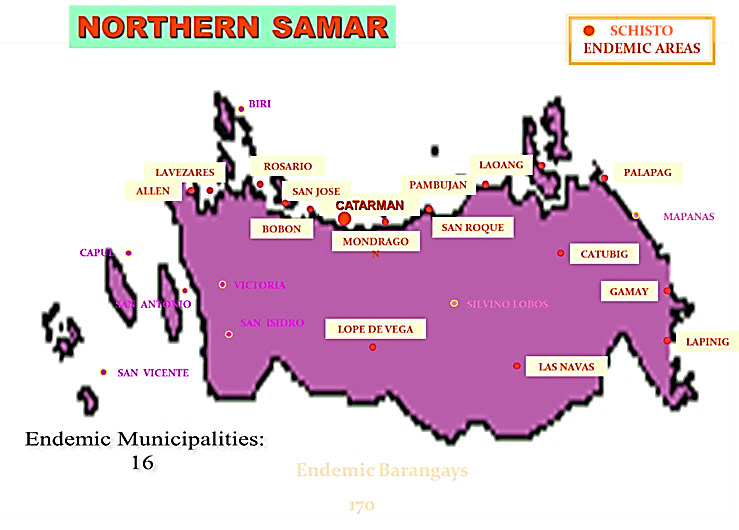 NORTHERN SAMAR
SCHISTO
ENDEMIC AREAS
BIRI
LAVEZARES
ROSARIO
LAOANG
PALAPAG
ALLEN
SAN JOSE
PAMBUJAN
CATARMAN
MAPANAS
BOBON
SAN ROQUE
MONDRAGO
N
CAPUL
CATUBIG
VICTORIA
GAMAY
SAN ANTONIO
SILVINO LOBOS
SAN ISIDRO
LOPE DE VEGA
LAPINIG
SAN VICENTE
LAS NAVAS
Endemic Municipalities:
16
Endemic Barangays
170